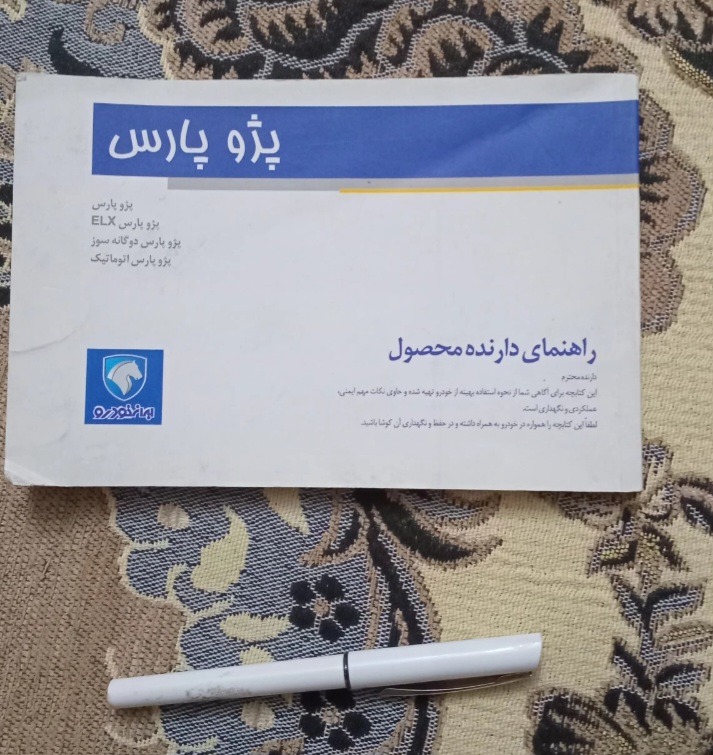 پژو پارس
پژو پارس
پژو پارس ELX
پژو پارس دوگانه سوز
پژو پارس اتوماتیک
راهنمای دارنده محصول
دارنده محترم
این کتابچه برای آگاهی شما از نحوه استفاده بهینه از خودرو تهیه شده و حاوی نکات مهم ایمنی،
عملکردی و نگهداری است.
لطفاً این کتابچه را همواره در خودرو به همراه داشته و در حفظ و نگهداری آن کوشا باشید.
ایران‌خودرو